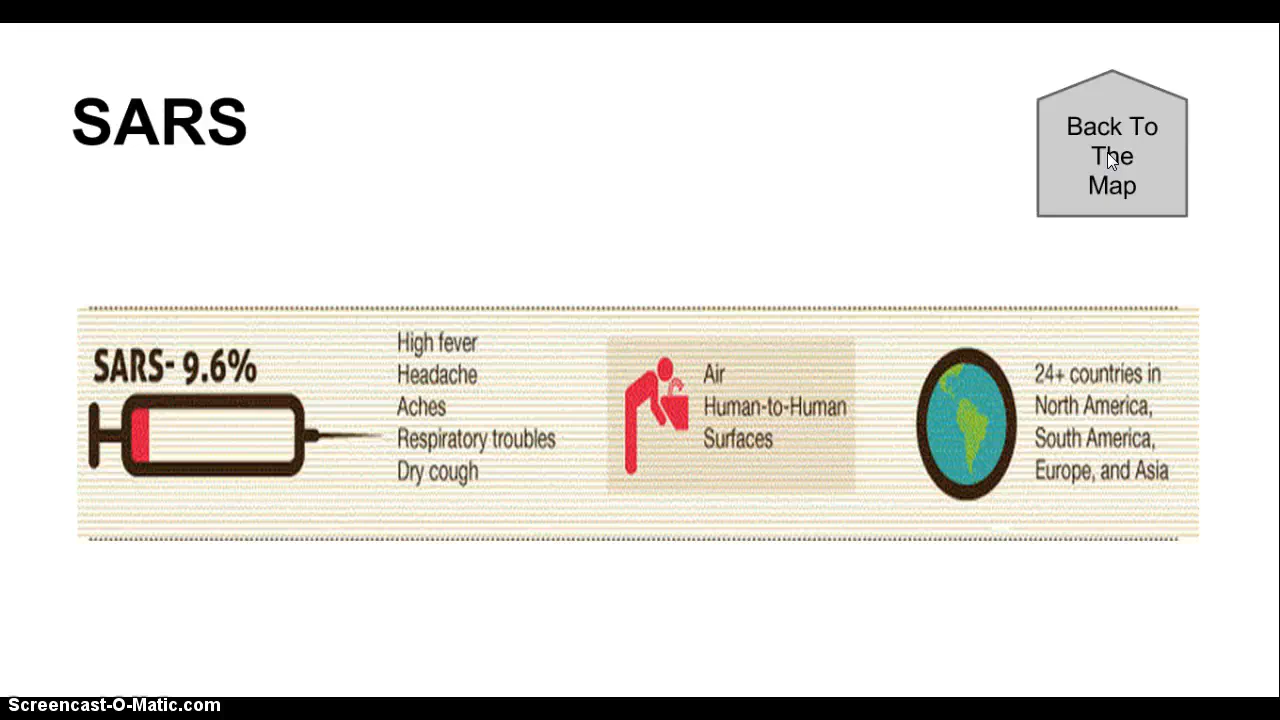 SARS
Back To
The
Map
SARS- 9.6%
High fever
Headache
Aches
Respiratory troubles
Dry cough
Air
Human-to-Human
Surfaces
24+ countries in
North America,
South America,
Europe, and Asia
Screencast-O-Matic.com